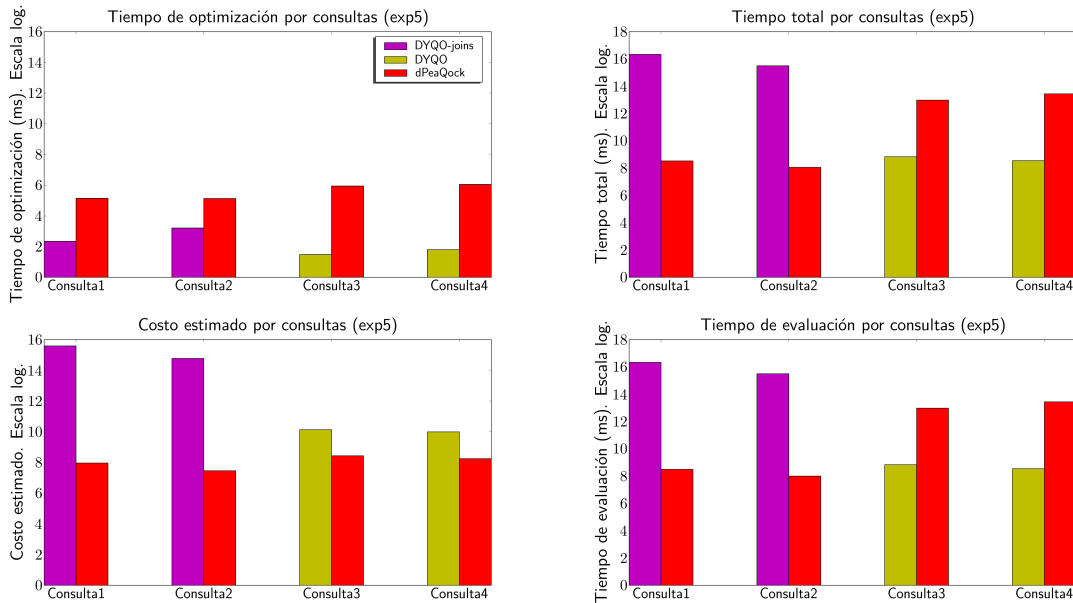 Tiempo de optimización por consultas (exp5)
Tiempo de optimización (ms). Escala log.
16
14
12
10
8
6
4
2
0
DYQO-joins
DYQO
dPeaQock
Consulta1 Consulta2 Consulta3 Consulta4
Tiempo total por consultas (exp5)
Tiempo total (ms). Escala log.
18
16
14
12
10
8
6
4
2
0
Consulta1 Consulta2 Consulta3 Consulta4
Costo estimado por consultas (exp5)
Costo estimado. Escala log.
16
14
12
10
8
6
4
2
0
Consulta1 Consulta2 Consulta3 Consulta4
Tiempo de evaluación por consultas (exp5)
Tiempo de evaluación (ms). Escala log.
18
16
14
12
10
8
6
4
2
0
Consulta1 Consulta2 Consulta3 Consulta4